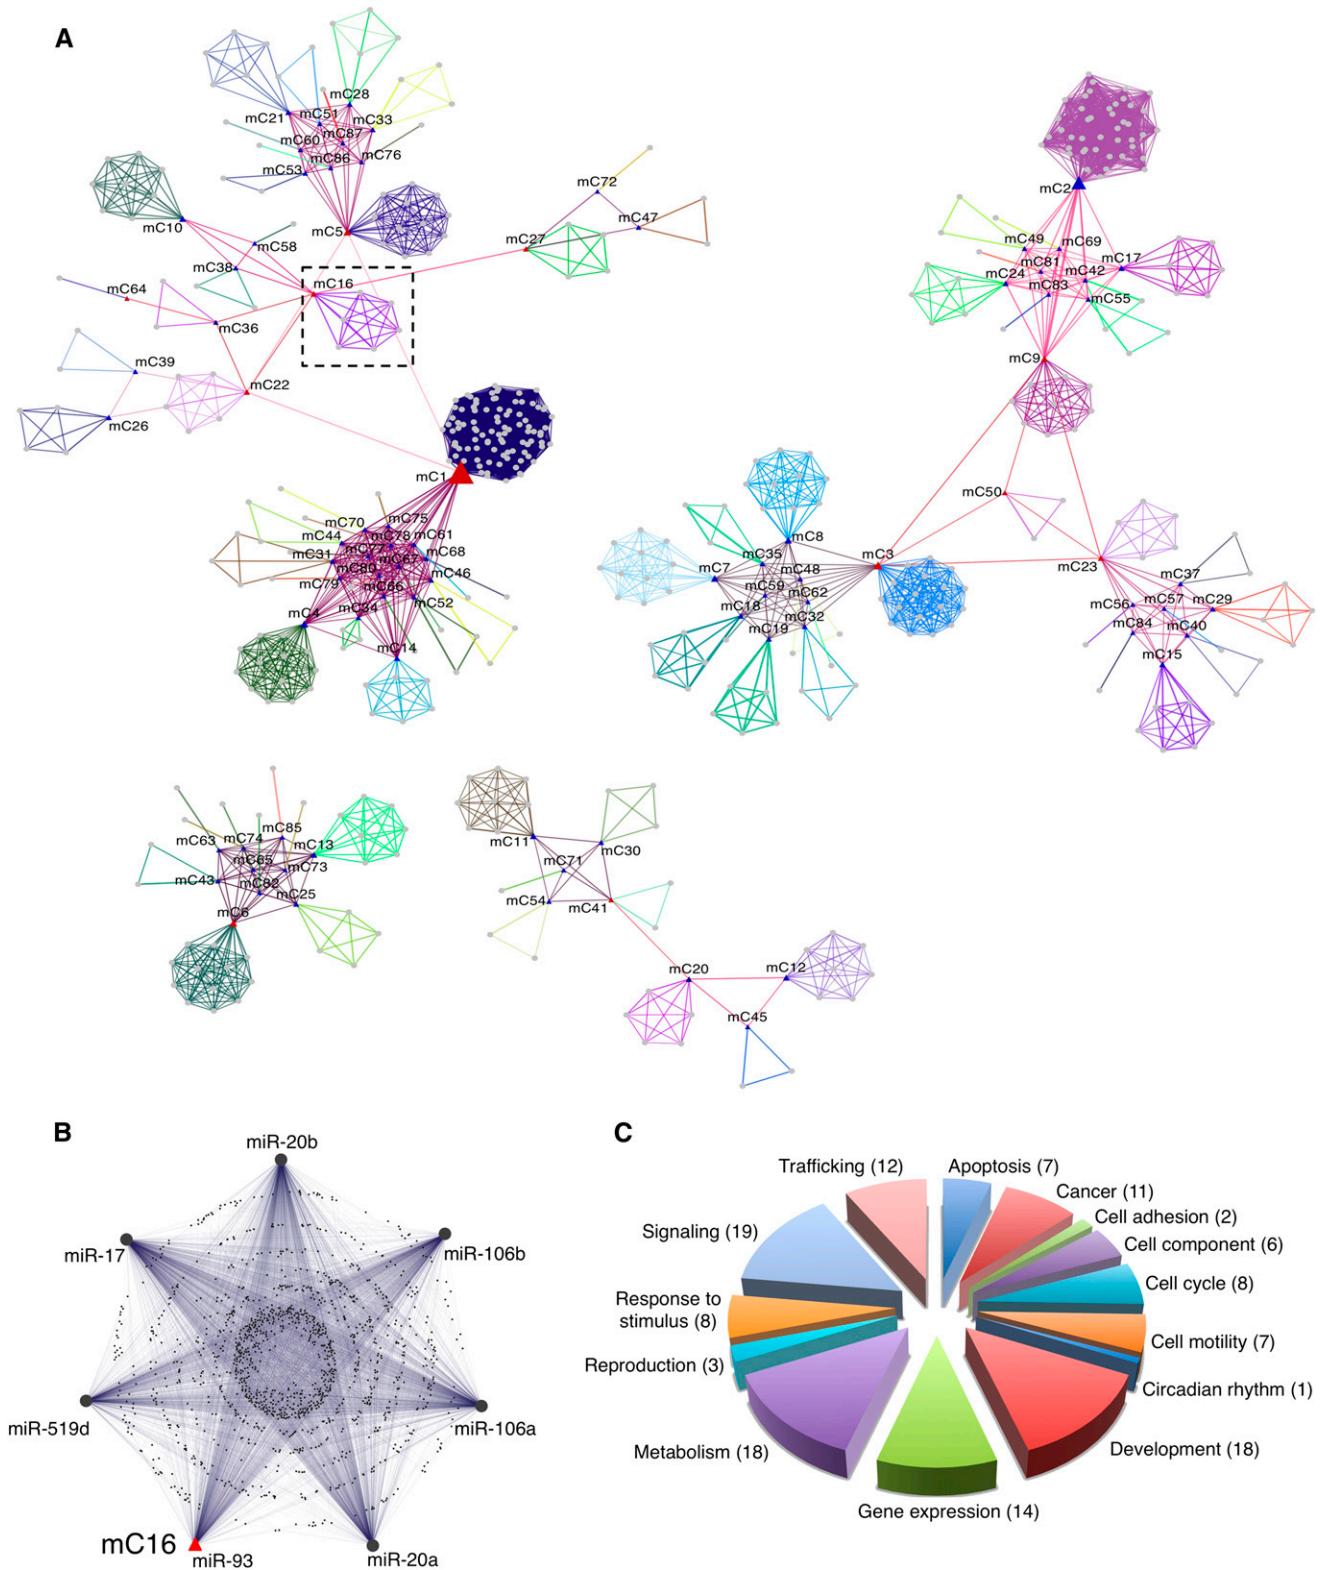 A
mC28
mC21
mC51
mC33
mC60
mC87
mC86
mC76
mC53
mC10
mC5
mC58
mC38
mC16
mC64
mC36
mC39
mC22
mC26
mC72
mC47
mC27
mC1
mC70
mC75
mC44
mC78
mC61
mC31
mC77
mC68
mC80
mC67
mC79
mC66
mC46
mC4
mC34
mC52
mC14
mC2
mC49
mC69
mC81
mC17
mC24
mC42
mC83
mC55
mC9
mC50
mC8
mC3
mC35
mC7
mC48
mC59
mC62
mC18
mC19
mC32
mC23
mC37
mC56
mC57
mC29
mC84
mC40
mC15
mC63
mC74
mC85
mC13
mC65
mC73
mC43
mC82
mC25
mC6
mC11
mC30
mC71
mC54
mC41
mC20
mC12
mC45
B
miR-20b
miR-17
miR-106b
miR-519d
miR-106a
mC16
miR-93
miR-20a
C
Trafficking (12)
Apoptosis (7)
Cancer (11)
Signaling (19)
Cell adhesion (2)
Cell component (6)
Cell cycle (8)
Response to
stimulus (8)
Cell motility (7)
Reproduction (3)
Circadian rhythm (1)
Metabolism (18)
Development (18)
Gene expression (14)